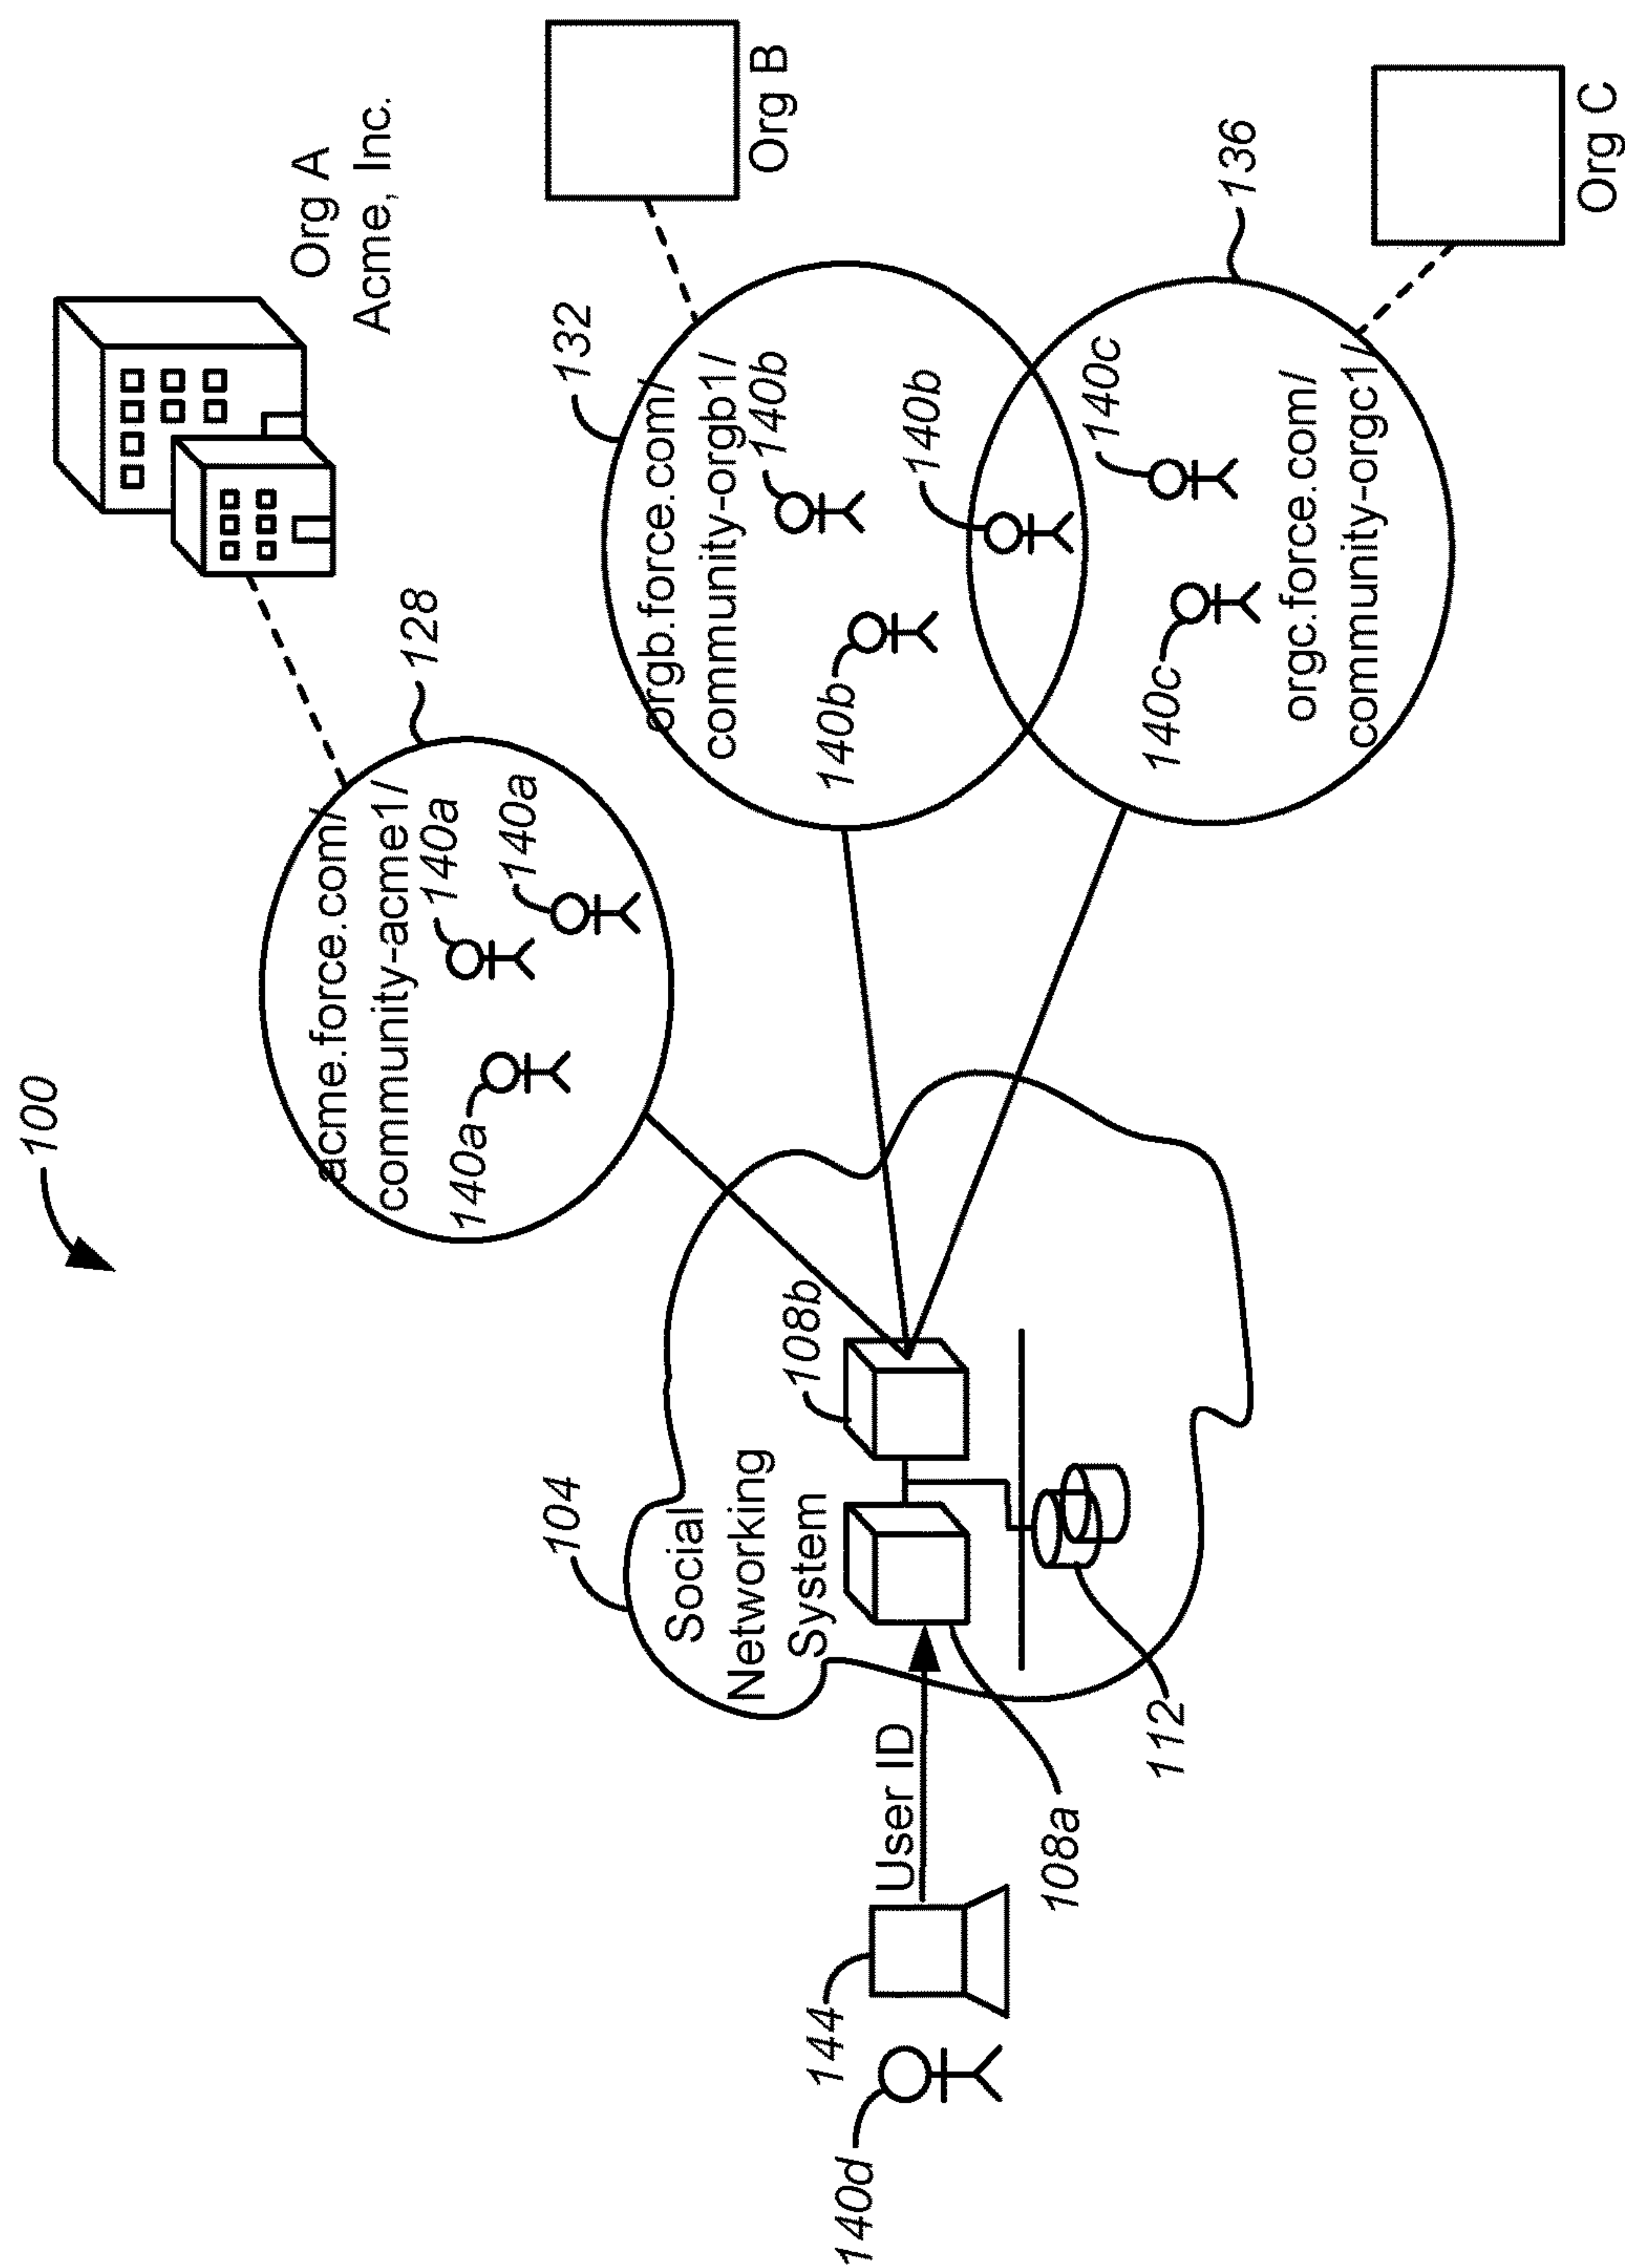 100
Org A
Acme, Inc.
128
acme.force.com/
community-acme1/
140a
140a
140a
132
orgb.force.com/
community-orgb1/
140b
140b
140b
Org B
136
140c
140c
orgc.force.com/
community-orgc1/
Org C
104
Social
Networking
System
108b
User ID
144
140d
108a
112